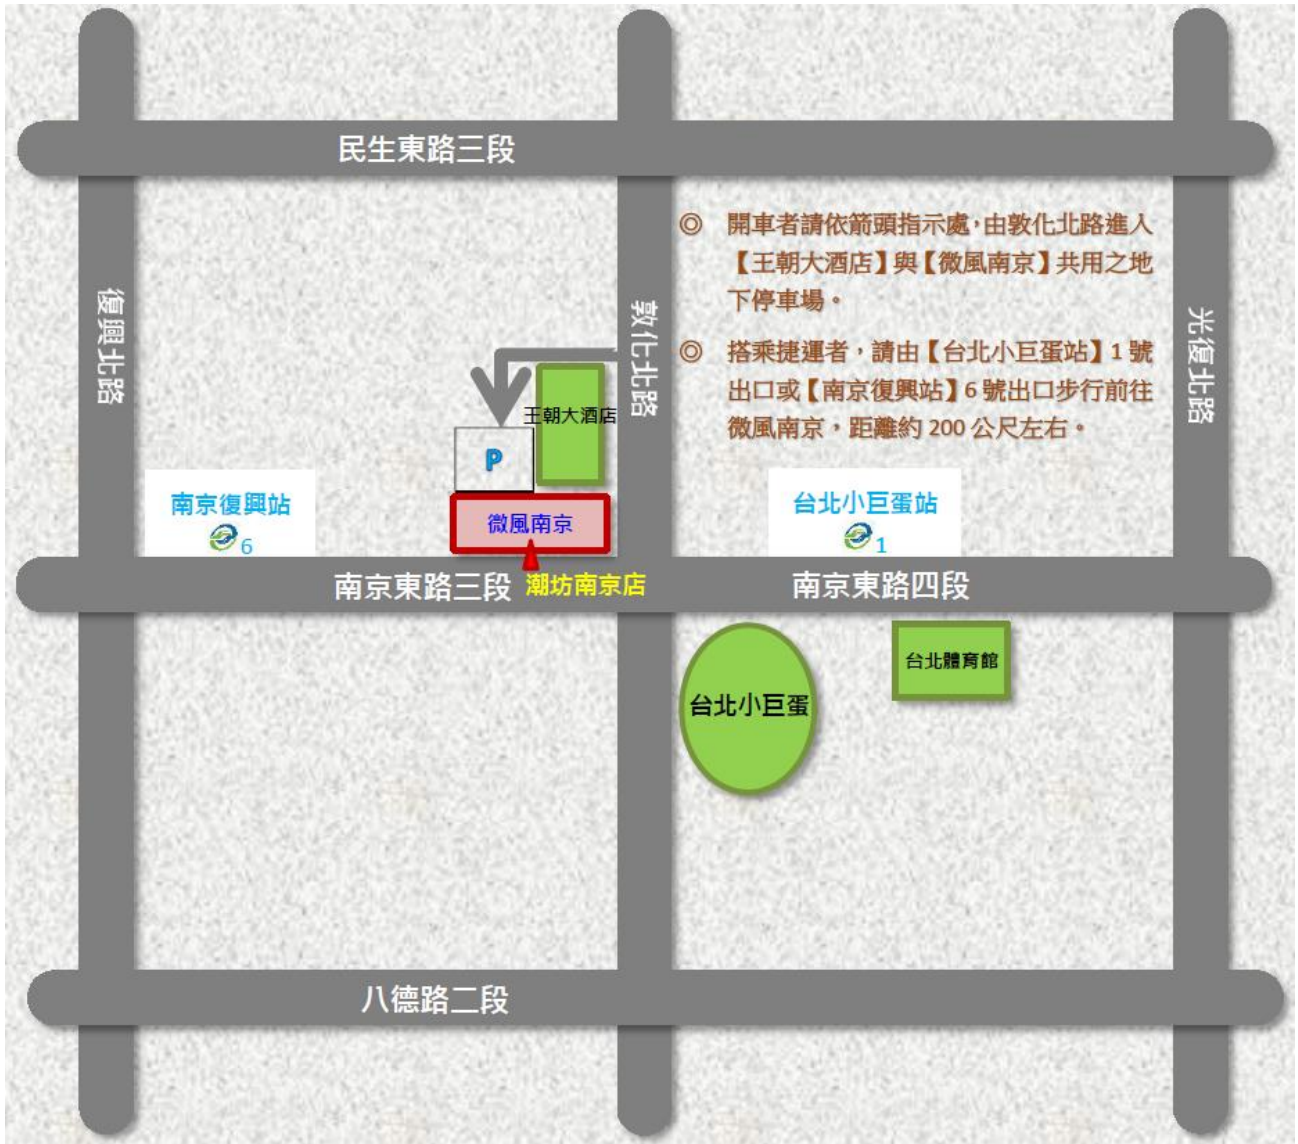 民生東路三段
◎ 開車者請依箭頭指示處，由敦化北路進入
【王朝大酒店】與【微風南京】共用之地
下停車場。
◎ 搭乘捷運者，請由【台北小巨蛋站】1 號
出口或【南京復興站】6 號出口步行前往
微風南京，距離約 200 公尺左右。
復興北路
敦化北路
光復北路
王朝大酒店
P
南京復興站
6
微風南京
台北小巨蛋站
1
南京東路三段
潮坊南京店
南京東路四段
台北體育館
台北小巨蛋
八德路二段